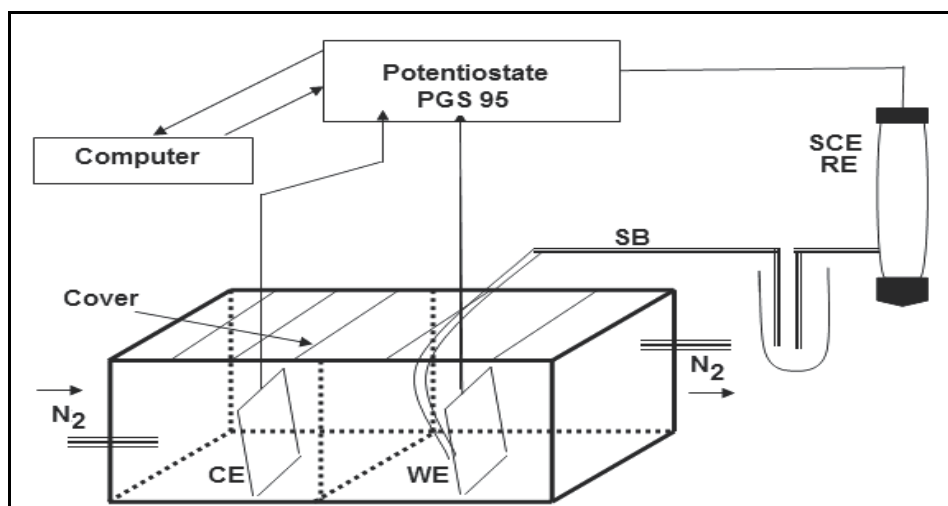 Potentiostate
PGS 95
Computer
SCE
RE
SB
Cover
N2
N2
CE
WE